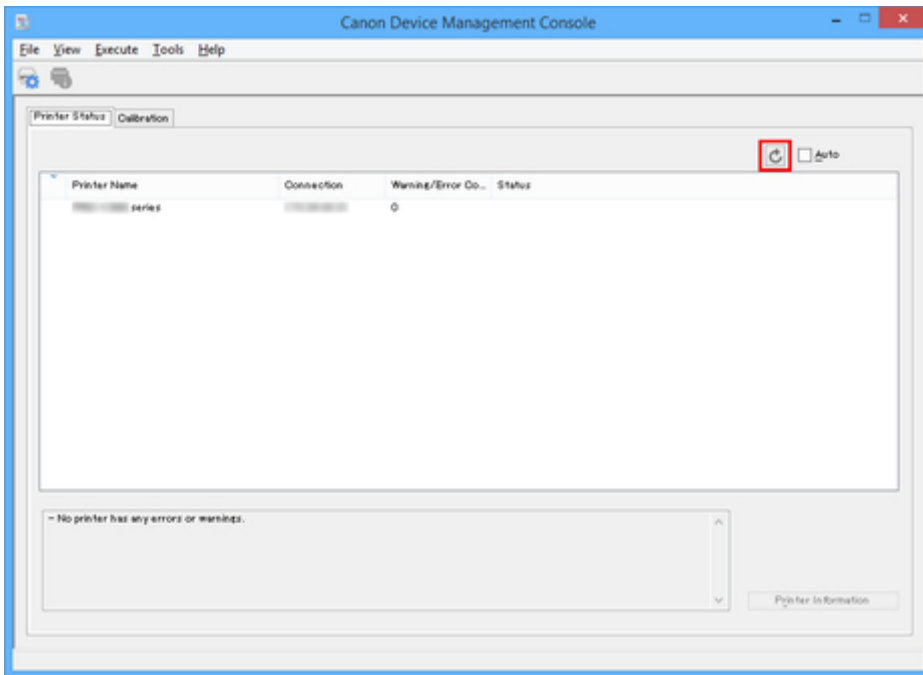 Canon Device Management Console
File View Execute Tools Help
Printer Status Calibration
Auto
Printer Name Connection Warning/Error Co... Status
series 0
- No printer has any errors or warnings.
Printer Information